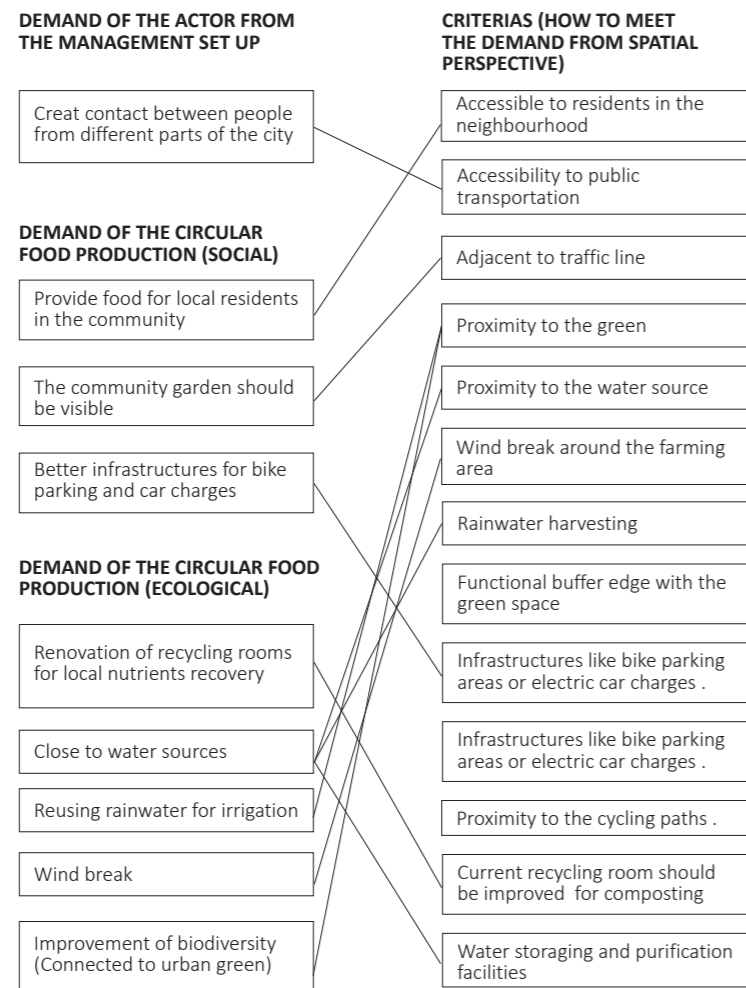 DEMAND OF THE ACTOR FROM
THE MANAGEMENT SET UP
Creat contact between people
from different parts of the city
DEMAND OF THE CIRCULAR
FOOD PRODUCTION (SOCIAL)
Provide food for local residents
in the community
The community garden should
be visible
Better infrastructures for bike
parking and car charges
DEMAND OF THE CIRCULAR FOOD
PRODUCTION (ECOLOGICAL)
Renovation of recycling rooms
for local nutrients recovery
Close to water sources
Reusing rainwater for irrigation
Wind break
Improvement of biodiversity
(Connected to urban green)
CRITERIAS (HOW TO MEET
THE DEMAND FROM SPATIAL
PERSPECTIVE)
Accessible to residents in the
neighbourhood
Accessibility to public
transportation
Adjacent to traffic line
Proximity to the green
Proximity to the water source
Wind break around the farming
area
Rainwater harvesting
Functional buffer edge with the
green space
Infrastructures like bike parking
areas or electric car charges .
Infrastructures like bike parking
areas or electric car charges .
Proximity to the cycling paths .
Current recycling room should
be improved  for composting
Water storaging and purification
facilities